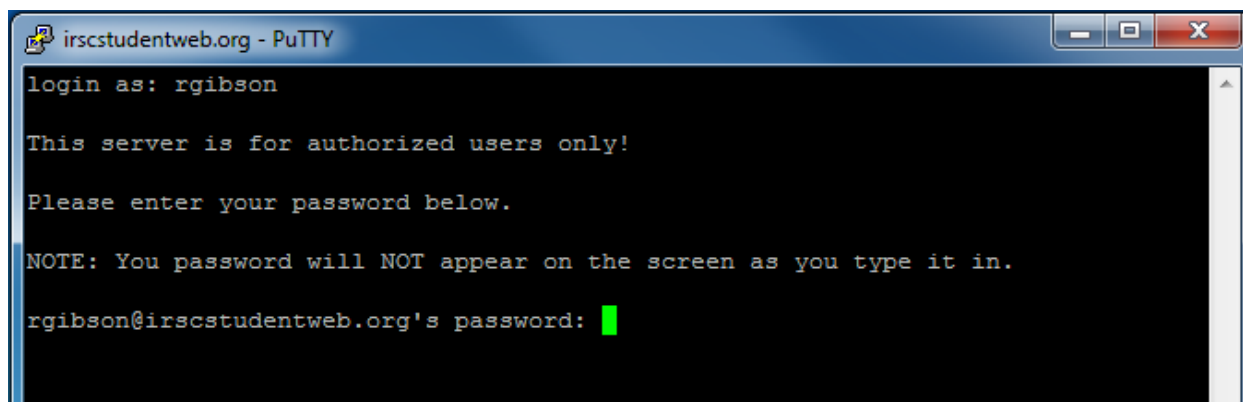 irscstudentweb.org - PuTTY
login as: rgibson
This server is for authorized users only!
Please enter your password below.
NOTE: You password will NOT appear on the screen as you type it in.
rgibson@irscstudentweb.org's password: